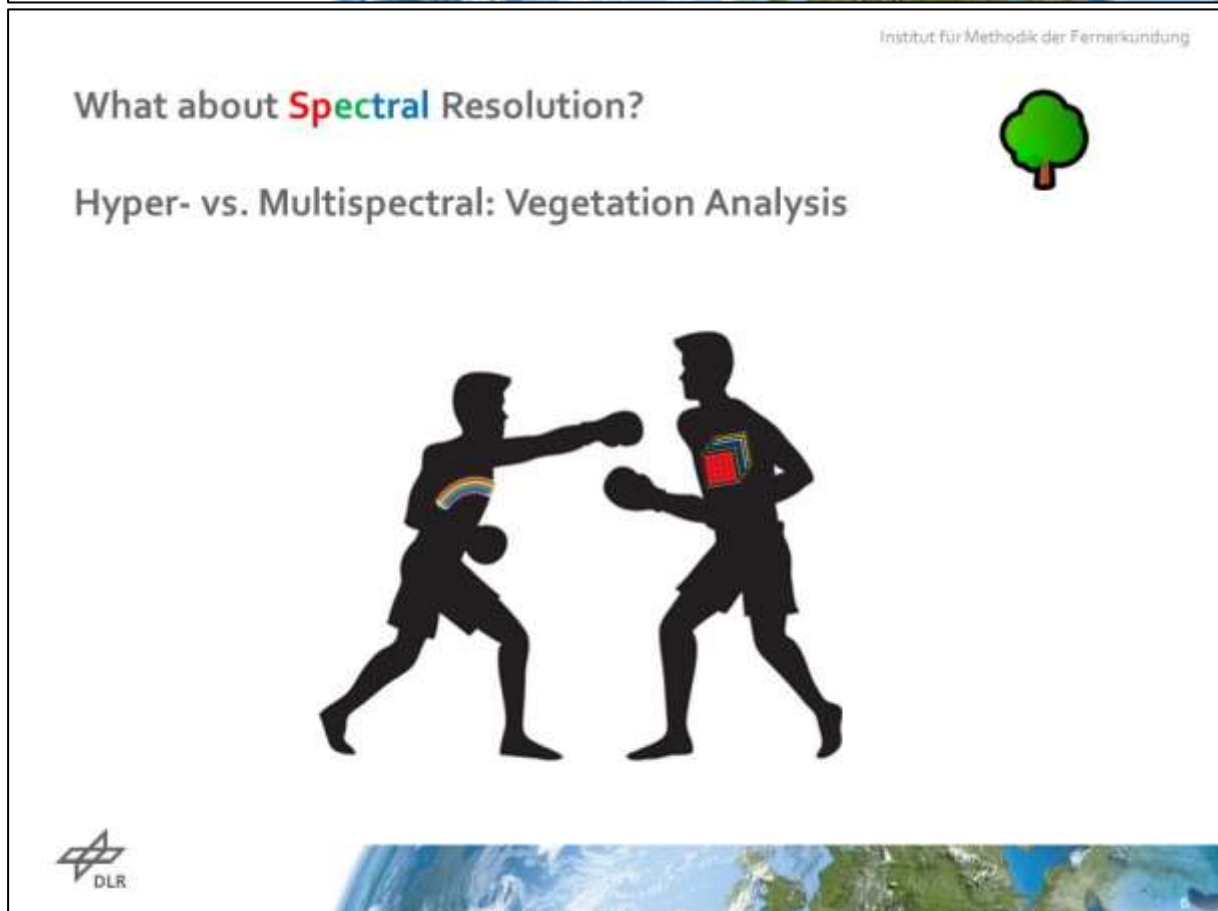 Institut für Methodik der Fernerkundung
What about Spectral Resolution?
Hyper- vs. Multispectral: Vegetation Analysis
DLR